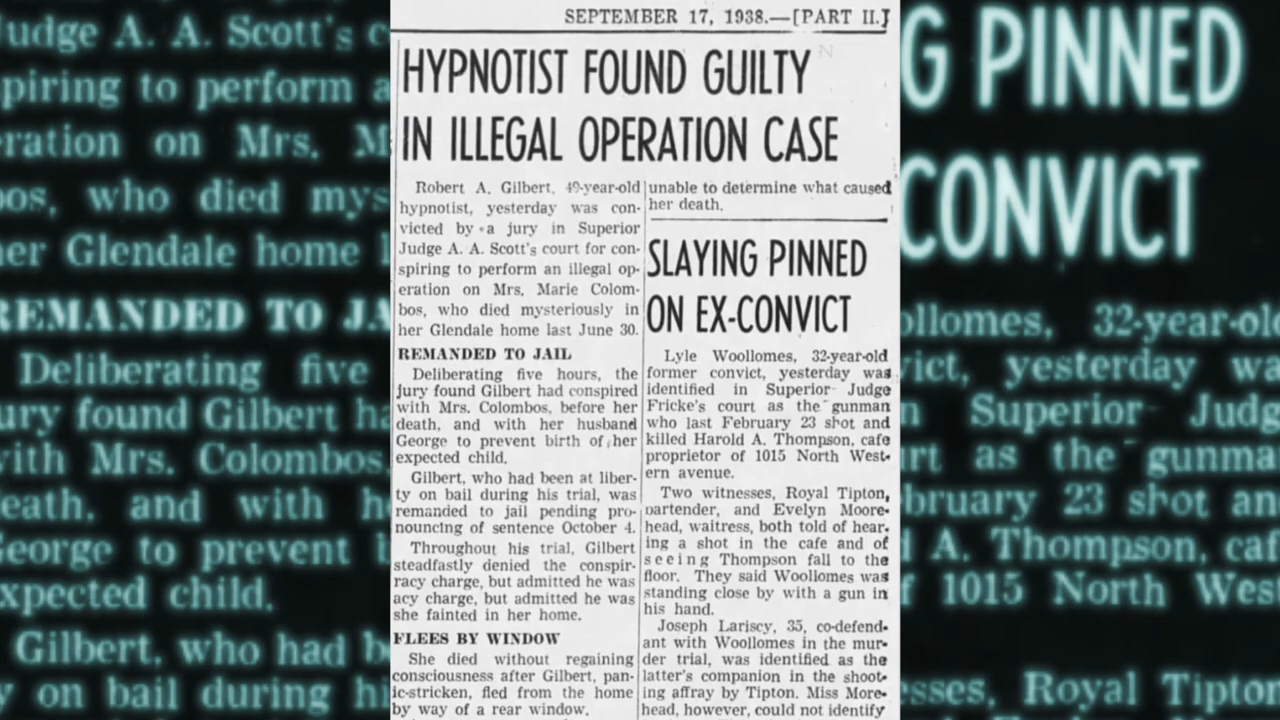 SEPTEMBER 17, 1938.—[PART II.]
HYPNOTIST FOUND GUILTY
IN ILLEGAL OPERATION CASE
Robert A. Gilbert, 49-year-old
hypnotist, yesterday was con-
victed by a jury in Superior
Judge A. A. Scott's court for con-
spiring to perform an illegal op-
eration on Mrs. Marie Colom-
bos, who died mysteriously in
her Glendale home last June 30.
REMANDED TO JAIL
Deliberating five hours, the
jury found Gilbert had conspired
with Mrs. Colombos, before her
death, and with her husband
George to prevent birth of her
expected child.
Gilbert, who had been at liber-
ty on bail during his trial, was
remanded to jail pending pro-
nouncing of sentence October 4.
Throughout his trial, Gilbert
steadfastly denied the conspir-
racy charge, but admitted he was
acy charge, but admitted he was
she fainted in her home.
FLEES BY WINDOW
She died without regaining
consciousness after Gilbert, pan-
ic-stricken, fled from the home
by way of a rear window.
unable to determine what caused
her death.
SLAYING PINNED
ON EX-CONVICT
Lyle Woollomes, 32-year-old
former convict, yesterday was
identified in Superior Judge
Fricke's court as the gunman
who last February 23 shot and
killed Harold A. Thompson, cafe
proprietor of 1015 North West-
ern avenue.
Two witnesses, Royal Tipton,
bartender, and Evelyn Moore-
head, waitress, both told of hear-
ing a shot in the cafe and of
seeing Thompson fall to the
floor. They said Woollomes was
standing close by with a gun in
his hand.
Joseph Lariscy, 35, co-defend-
ant with Woollomes in the mur-
der trial, was identified as the
latter's companion in the shoot-
ing affray by Tipton. Miss More-
head, however, could not identify
Judge A. A. Scott's c
piring to perform a
ration on Mrs. M
bos, who died mys
her Glendale home l
REMANDED TO JA
Deliberating five
ury found Gilbert ha
with Mrs. Colombos,
eath, and with he
George to prevent b
xpected child.
Gilbert, who had be
y on bail during hi
G PINNED
CONVICT
ollomes, 32-year-old
vict, yesterday wa
n Superior Judg
rt as the gunma
bruary 23 shot an
A. Thompson, caf
f 1015 North West
esses, Royal Tipton